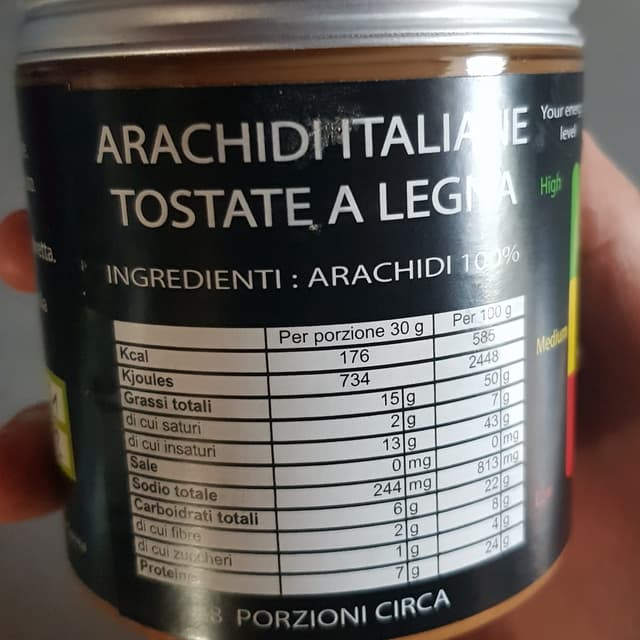 ARACHIDI ITALIANE
TOSTATE A LEGNA
INGREDIENTI : ARACHIDI 100%
Per porzione 30 g Per 100 g
Kcal 176 585
Kjoules 734 2448
Grassi totali 15 g 50 g
di cui saturi 2 g 7 g
di cui insaturi 13 g 43 g
Sale 0 mg 0 mg
Sodio totale 244 mg 813 mg
Carboidrati totali 6 g 22 g
di cui fibre 2 g 8 g
di cui zuccheri 1 g 4 g
Proteine 7 g 24 g
8 PORZIONI CIRCA
Your energy
level
High
Medium
Low